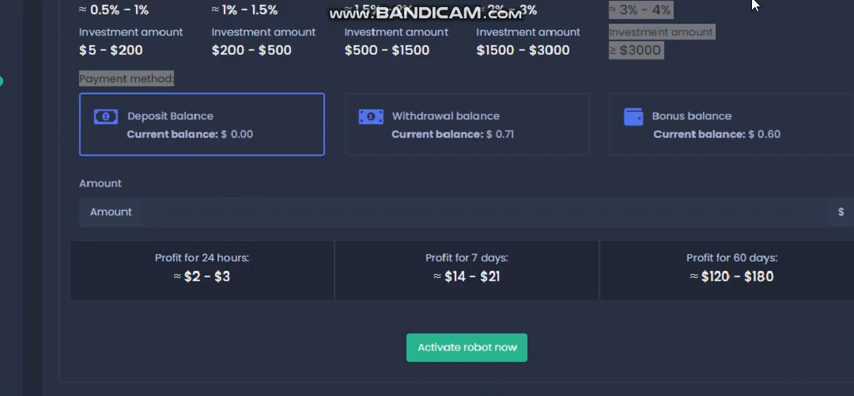 ≈ 0.5% - 1% ≈ 1% - 1.5% - 3% ≈ 3% - 4%
www.BANDICAM.com
Investment amount Investment amount Investment amount Investment amount Investment amount
$5 - $200 $200 - $500 $500 - $1500 $1500 - $3000 ≥ $3000
Payment method:
Deposit Balance Withdrawal balance Bonus balance
Current balance: $ 0.00 Current balance: $ 0.71 Current balance: $ 0.60
Amount
Amount $
Profit for 24 hours: Profit for 7 days: Profit for 60 days:
≈ $2 - $3 ≈ $14 - $21 ≈ $120 - $180
Activate robot now